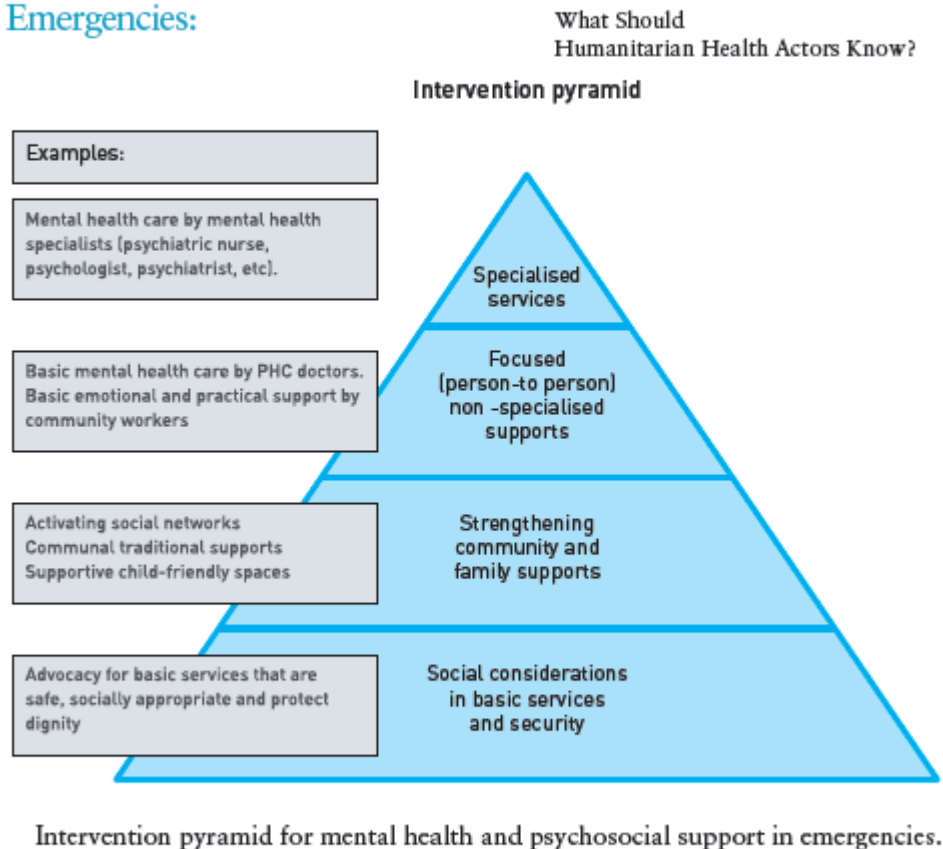 Emergencies:
What Should
Humanitarian Health Actors Know?
Intervention pyramid
Examples:
Mental health care by mental health
specialists (psychiatric nurse,
psychologist, psychiatrist, etc).
Specialised
services
Basic mental health care by PHC doctors.
Basic emotional and practical support by
community workers
Focused
(person-to person)
non -specialised
supports
Activating social networks
Communal traditional supports
Supportive child-friendly spaces
Strengthening
community and
family supports
Advocacy for basic services that are
safe, socially appropriate and protect
dignity
Social considerations
in basic services
and security
Intervention pyramid for mental health and psychosocial support in emergencies.